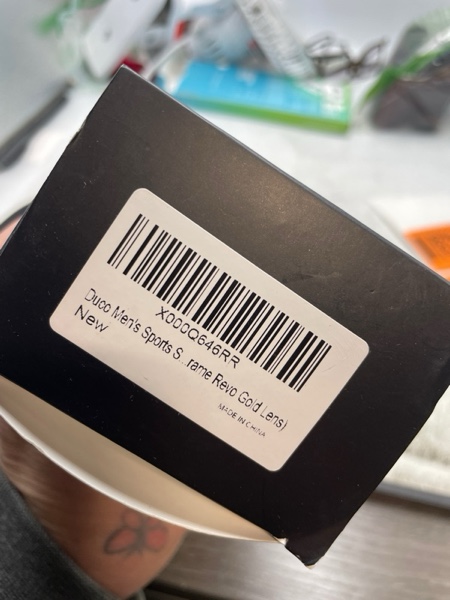 X000Q646RR
Duco Men's Sports S...rame Revo Gold Lens)
New
MADE IN CHINA